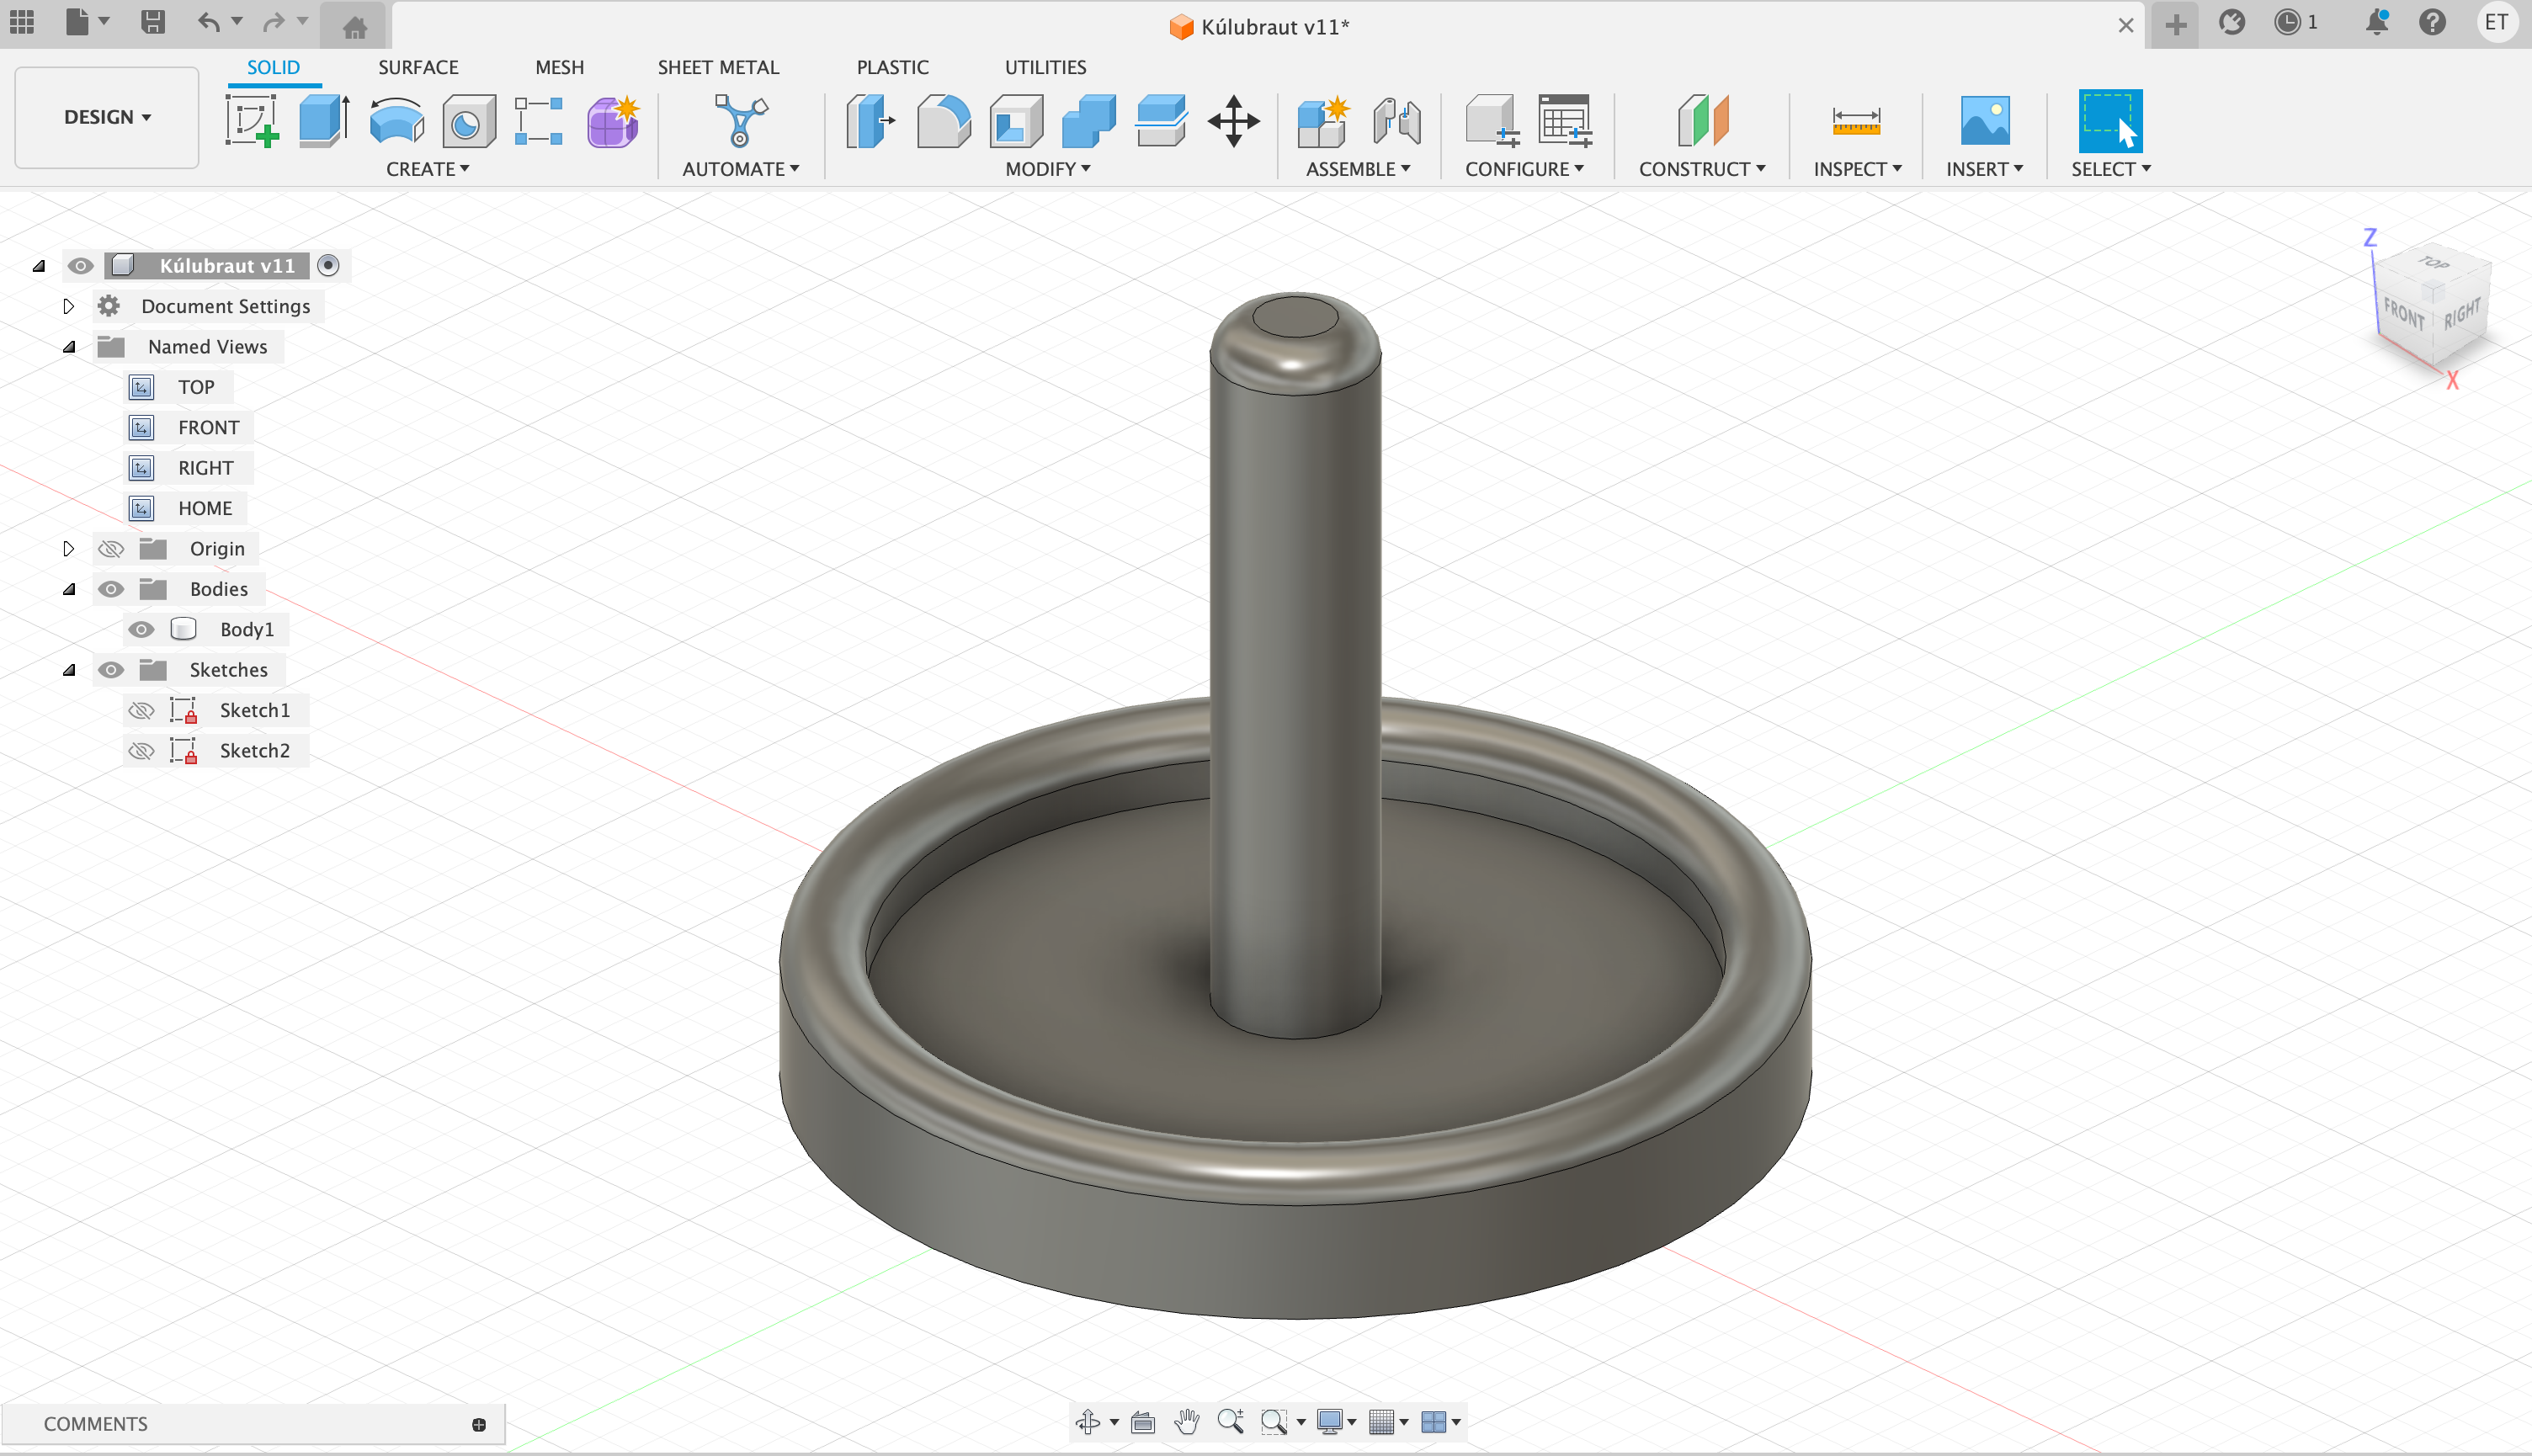 Kúlubraut v11*
1
ET
DESIGN
SOLID
SURFACE
MESH
SHEET METAL
PLASTIC
UTILITIES
CREATE
AUTOMATE
MODIFY
ASSEMBLE
CONFIGURE
CONSTRUCT
INSPECT
INSERT
SELECT
Kúlubraut v11
Document Settings
Named Views
TOP
FRONT
RIGHT
HOME
Origin
Bodies
Body1
Sketches
Sketch1
Sketch2
Z
TOP
FRONT
RIGHT
X
COMMENTS